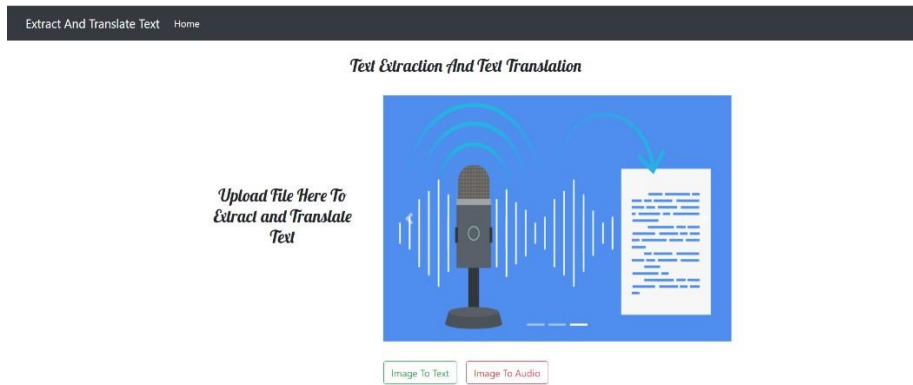 Extract And Translate Text Home
Text Extraction And Text Translation
Upload File Here To
Extract and Translate
Text
Image To Text Image To Audio